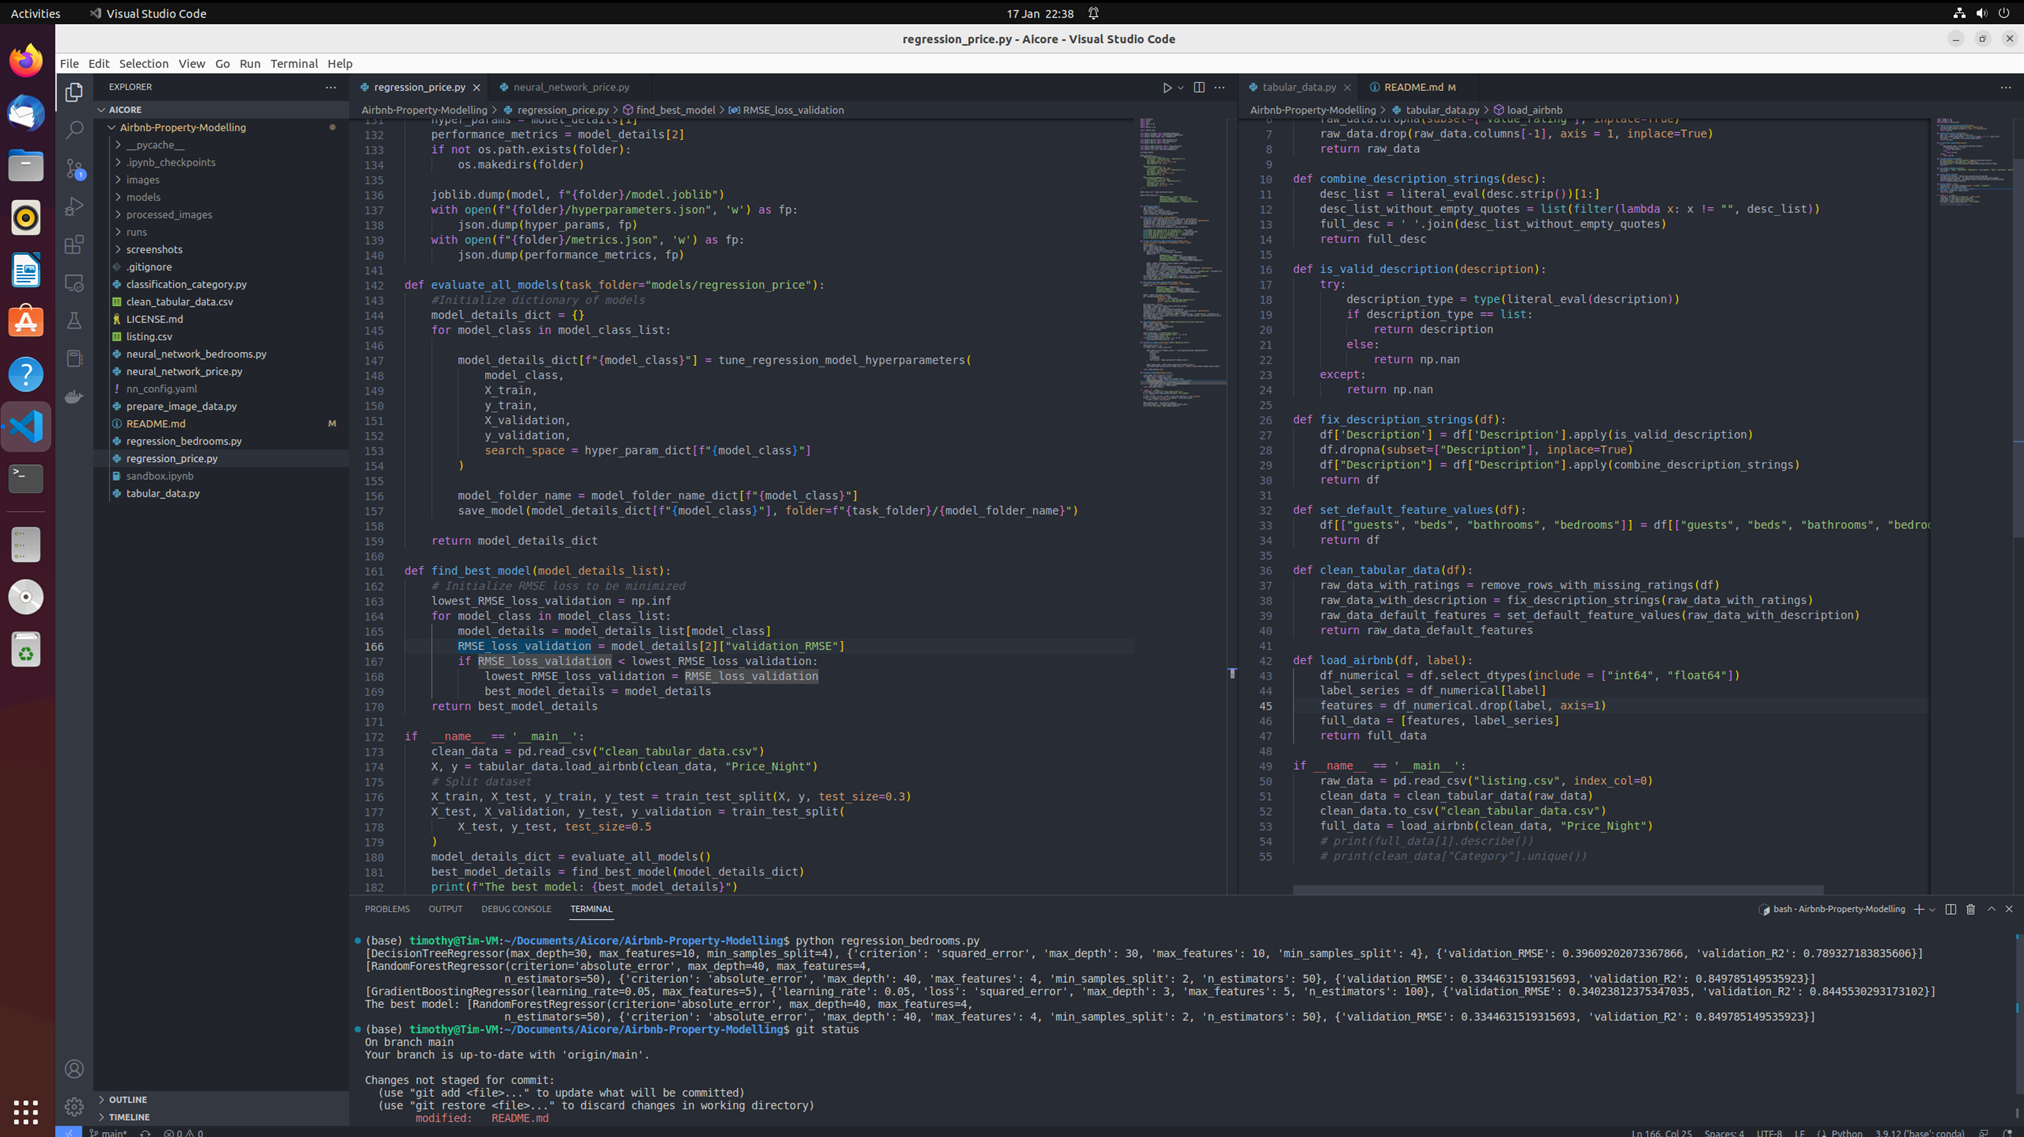 Activities
Visual Studio Code
17 Jan 22:38
regression_price.py - Aicore - Visual Studio Code
File Edit Selection View Go Run Terminal Help
EXPLORER
AICORE
Airbnb-Property-Modelling
__pycache__
.ipynb_checkpoints
images
models
processed_images
runs
screenshots
.gitignore
classification_category.py
clean_tabular_data.csv
LICENSE.md
listing.csv
neural_network_bedrooms.py
neural_network_price.py
nn_config.yaml
prepare_image_data.py
README.md M
regression_bedrooms.py
regression_price.py
sandbox.ipynb
tabular_data.py
OUTLINE
TIMELINE
regression_price.py neural_network_price.py
Airbnb-Property-Modelling > regression_price.py > find_best_model > RMSE_loss_validation
131 hyper_params = model_details[1]
132 performance_metrics = model_details[2]
133 if not os.path.exists(folder):
134 os.makedirs(folder)
135
136 joblib.dump(model, f"{folder}/model.joblib")
137 with open(f"{folder}/hyperparameters.json", 'w') as fp:
138 json.dump(hyper_params, fp)
139 with open(f"{folder}/metrics.json", 'w') as fp:
140 json.dump(performance_metrics, fp)
141
142 def evaluate_all_models(task_folder="models/regression_price"):
143 #Initialize dictionary of models
144 model_details_dict = {}
145 for model_class in model_class_list:
146
147 model_details_dict[f"{model_class}"] = tune_regression_model_hyperparameters(
148 model_class,
149 X_train,
150 y_train,
151 X_validation,
152 y_validation,
153 search_space = hyper_param_dict[f"{model_class}"]
154 )
155
156 model_folder_name = model_folder_name_dict[f"{model_class}"]
157 save_model(model_details_dict[f"{model_class}"], folder=f"{task_folder}/{model_folder_name}")
158
159 return model_details_dict
160
161 def find_best_model(model_details_list):
162 # Initialize RMSE loss to be minimized
163 lowest_RMSE_loss_validation = np.inf
164 for model_class in model_class_list:
165 model_details = model_details_list[model_class]
166 RMSE_loss_validation = model_details[2]["validation_RMSE"]
167 if RMSE_loss_validation < lowest_RMSE_loss_validation:
168 lowest_RMSE_loss_validation = RMSE_loss_validation
169 best_model_details = model_details
170 return best_model_details
171
172 if __name__ == '__main__':
173 clean_data = pd.read_csv("clean_tabular_data.csv")
174 X, y = tabular_data.load_airbnb(clean_data, "Price_Night")
175 # Split dataset
176 X_train, X_test, y_train, y_test = train_test_split(X, y, test_size=0.3)
177 X_test, X_validation, y_test, y_validation = train_test_split(
178 X_test, y_test, test_size=0.5
179 )
180 model_details_dict = evaluate_all_models()
181 best_model_details = find_best_model(model_details_dict)
182 print(f"The best model: {best_model_details}")
tabular_data.py README.md M
Airbnb-Property-Modelling > tabular_data.py > load_airbnb
6 raw_data.dropna(subset=["Value_rating"], inplace=True)
7 raw_data.drop(raw_data.columns[-1], axis = 1, inplace=True)
8 return raw_data
9
10 def combine_description_strings(desc):
11 desc_list = literal_eval(desc.strip())[1:]
12 desc_list_without_empty_quotes = list(filter(lambda x: x != "", desc_list))
13 full_desc = ' '.join(desc_list_without_empty_quotes)
14 return full_desc
15
16 def is_valid_description(description):
17 try:
18 description_type = type(literal_eval(description))
19 if description_type == list:
20 return description
21 else:
22 return np.nan
23 except:
24 return np.nan
25
26 def fix_description_strings(df):
27 df['Description'] = df['Description'].apply(is_valid_description)
28 df.dropna(subset=["Description"], inplace=True)
29 df["Description"] = df["Description"].apply(combine_description_strings)
30 return df
31
32 def set_default_feature_values(df):
33 df[["guests", "beds", "bathrooms", "bedrooms"]] = df[["guests", "beds", "bathrooms", "bedroo
34 return df
35
36 def clean_tabular_data(df):
37 raw_data_with_ratings = remove_rows_with_missing_ratings(df)
38 raw_data_with_description = fix_description_strings(raw_data_with_ratings)
39 raw_data_default_features = set_default_feature_values(raw_data_with_description)
40 return raw_data_default_features
41
42 def load_airbnb(df, label):
43 df_numerical = df.select_dtypes(include = ["int64", "float64"])
44 label_series = df_numerical[label]
45 features = df_numerical.drop(label, axis=1)
46 full_data = [features, label_series]
47 return full_data
48
49 if __name__ == '__main__':
50 raw_data = pd.read_csv("listing.csv", index_col=0)
51 clean_data = clean_tabular_data(raw_data)
52 clean_data.to_csv("clean_tabular_data.csv")
53 full_data = load_airbnb(clean_data, "Price_Night")
54 # print(full_data[1].describe())
55 # print(clean_data["Category"].unique())
PROBLEMS OUTPUT DEBUG CONSOLE TERMINAL
bash - Airbnb-Property-Modelling
(base) timothy@Tim-VM:~/Documents/Aicore/Airbnb-Property-Modelling$ python regression_bedrooms.py
[DecisionTreeRegressor(max_depth=30, max_features=10, min_samples_split=4), {'criterion': 'squared_error', 'max_depth': 30, 'max_features': 10, 'min_samples_split': 4}, {'validation_RMSE': 0.39609202073367866, 'validation_R2': 0.789327183835606}]
[RandomForestRegressor(criterion='absolute_error', max_depth=40, max_features=4,
n_estimators=50), {'criterion': 'absolute_error', 'max_depth': 40, 'max_features': 4, 'min_samples_split': 2, 'n_estimators': 50}, {'validation_RMSE': 0.3344631519315693, 'validation_R2': 0.849785149535923}]
[GradientBoostingRegressor(learning_rate=0.05, max_features=5), {'learning_rate': 0.05, 'loss': 'squared_error', 'max_depth': 3, 'max_features': 5, 'n_estimators': 100}, {'validation_RMSE': 0.34023812375347035, 'validation_R2': 0.8445530293173102}]
The best model: [RandomForestRegressor(criterion='absolute_error', max_depth=40, max_features=4,
n_estimators=50), {'criterion': 'absolute_error', 'max_depth': 40, 'max_features': 4, 'min_samples_split': 2, 'n_estimators': 50}, {'validation_RMSE': 0.3344631519315693, 'validation_R2': 0.849785149535923}]
(base) timothy@Tim-VM:~/Documents/Aicore/Airbnb-Property-Modelling$ git status
On branch main
Your branch is up-to-date with 'origin/main'.
Changes not staged for commit:
(use "git add <file>..." to update what will be committed)
(use "git restore <file>..." to discard changes in working directory)
modified: README.md
main* 0 0
Ln 166, Col 25 Spaces: 4 UTF-8 LF Python 3.9.12 ('base': conda)